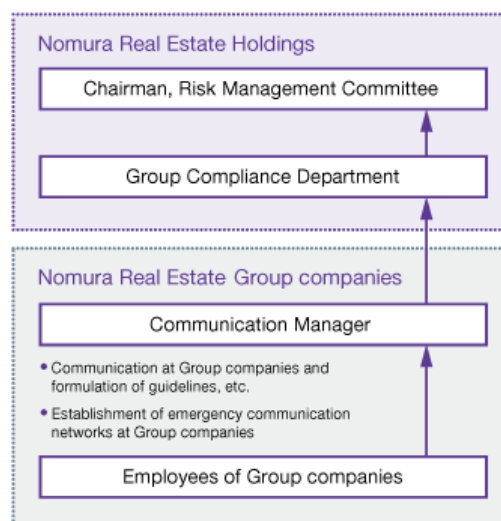 Nomura Real Estate Holdings
Chairman, Risk Management Committee
Group Compliance Department
Nomura Real Estate Group companies
Communication Manager
• Communication at Group companies and
formulation of guidelines, etc.
• Establishment of emergency communication
networks at Group companies
Employees of Group companies